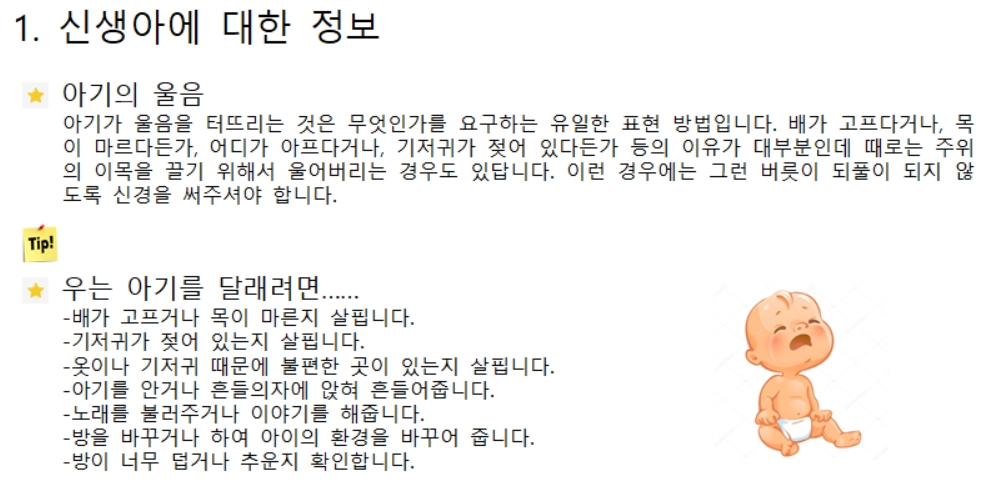 1. 신생아에 대한 정보
아기의 울음
아기가 울음을 터뜨리는 것은 무엇인가를 요구하는 유일한 표현 방법입니다. 배가 고프다거나, 목
이 마르다든가, 어디가 아프다거나, 기저귀가 젖어 있다든가 등의 이유가 대부분인데 때로는 주위
의 이목을 끌기 위해서 울어버리는 경우도 있답니다. 이런 경우에는 그런 버릇이 되풀이 되지 않
도록 신경을 써주셔야 합니다.
Tip!
우는 아기를 달래려면......
-배가 고프거나 목이 마른지 살핍니다.
-기저귀가 젖어 있는지 살핍니다.
-옷이나 기저귀 때문에 불편한 곳이 있는지 살핍니다.
-아기를 안거나 흔들의자에 앉혀 흔들어줍니다.
-노래를 불러주거나 이야기를 해줍니다.
-방을 바꾸거나 하여 아이의 환경을 바꾸어 줍니다.
-방이 너무 덥거나 추운지 확인합니다.